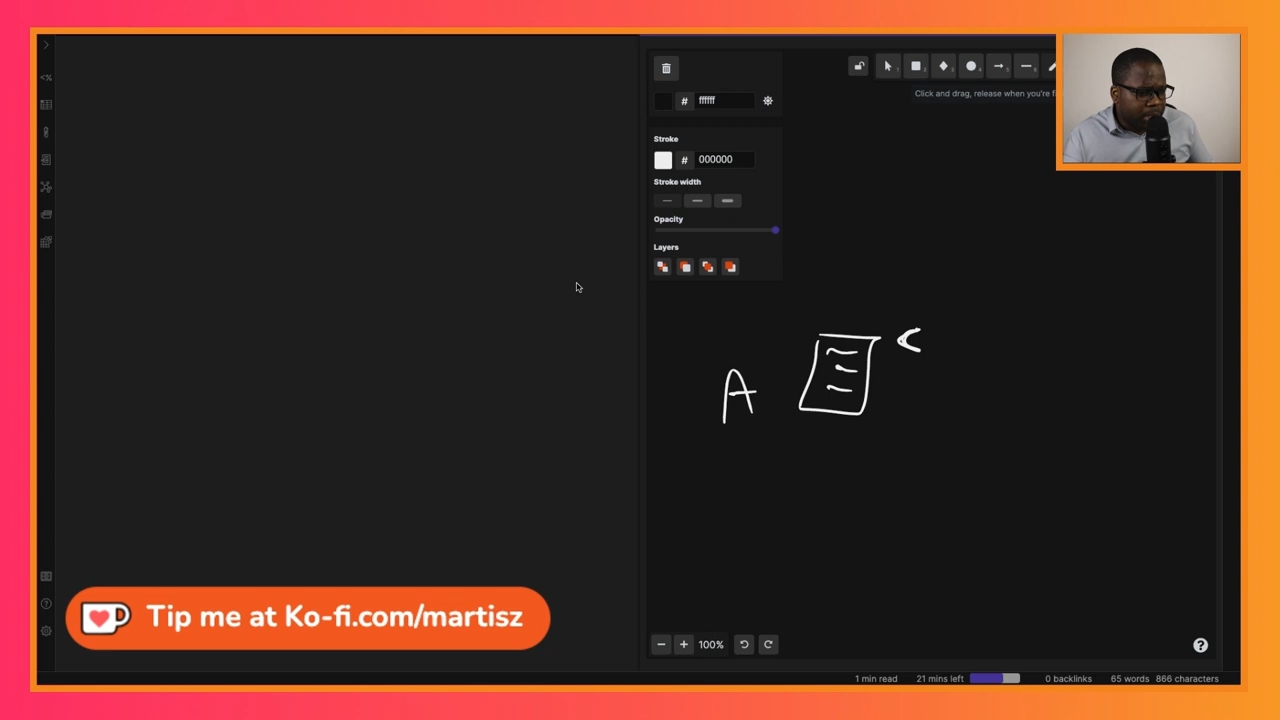 # ffffff
Click and drag, release when you're fi
Stroke
# 000000
Stroke width
Opacity
Layers
A
<
Tip me at Ko-fi.com/martisz
100%
1 min read 21 mins left 0 backlinks 65 words 866 characters